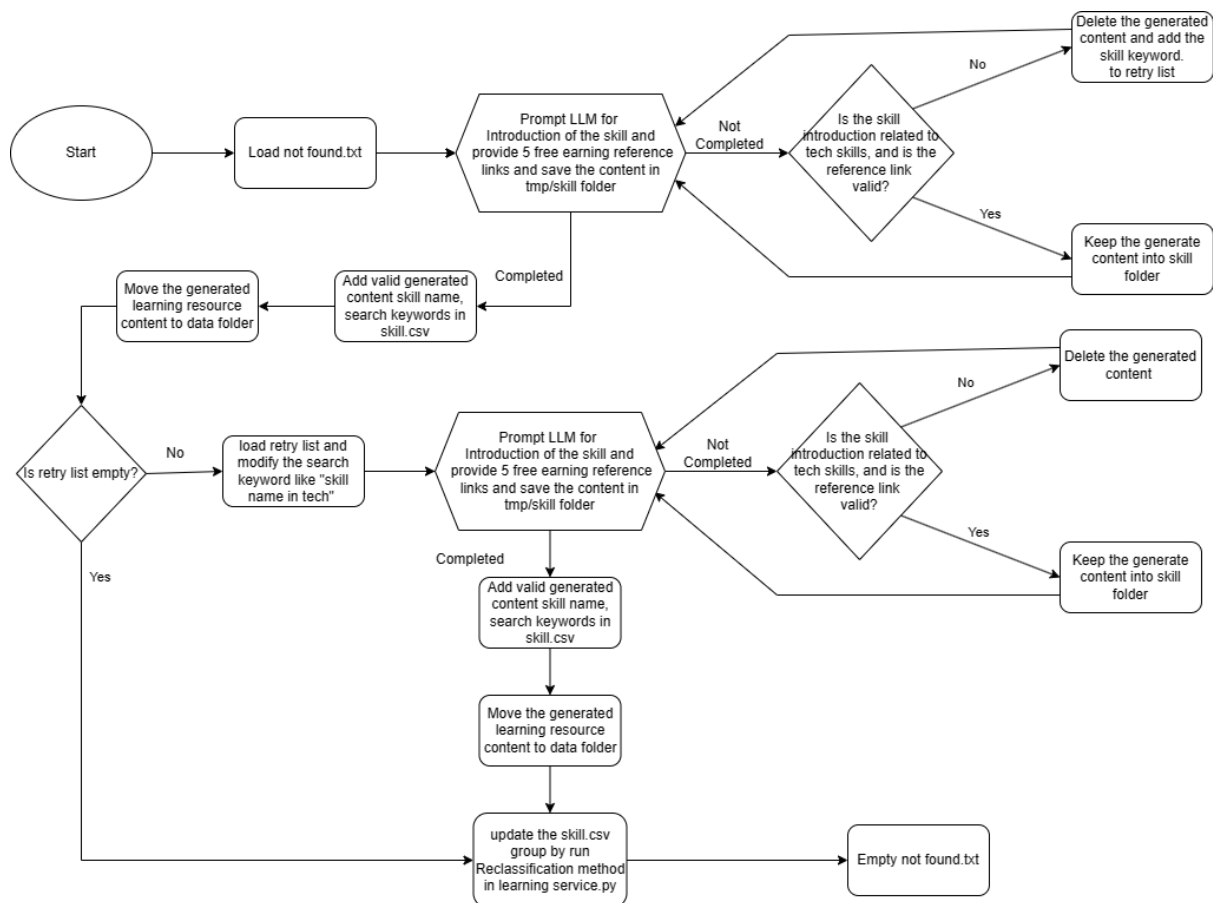 Start
Load not found.txt
Prompt LLM for
Introduction of the skill and
provide 5 free earning reference
links and save the content in
tmp/skill folder
Not
Completed
Is the skill
introduction related to
tech skills, and is the
reference link
valid?
No
Delete the generated
content and add the
skill keyword.
to retry list
Yes
Keep the generate
content into skill
folder
Completed
Add valid generated
content skill name,
search keywords in
skill.csv
Move the generated
learning resource
content to data folder
Is retry list empty?
No
load retry list and
modify the search
keyword like "skill
name in tech"
Prompt LLM for
Introduction of the skill and
provide 5 free earning reference
links and save the content in
tmp/skill folder
Not
Completed
Is the skill
introduction related to
tech skills, and is the
reference link
valid?
No
Delete the generated
content
Yes
Keep the generate
content into skill
folder
Completed
Add valid generated
content skill name,
search keywords in
skill.csv
Move the generated
learning resource
content to data folder
Yes
update the skill.csv
group by run
Reclassification method
in learning service.py
Empty not found.txt